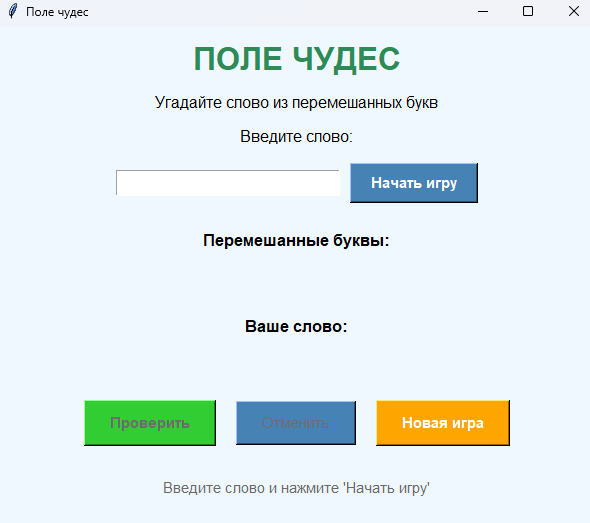 Поле чудес
ПОЛЕ ЧУДЕС
Угадайте слово из перемешанных букв
Введите слово:
Начать игру
Перемешанные буквы:
Ваше слово:
Проверить Отменить Новая игра
Введите слово и нажмите 'Начать игру'